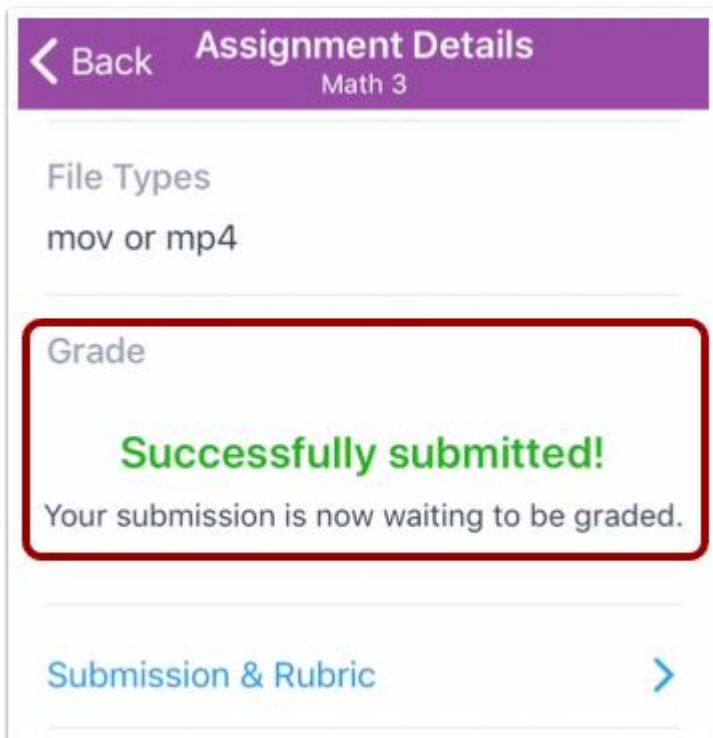 Back
Assignment Details
Math 3
File Types
mov or mp4
Grade
Successfully submitted!
Your submission is now waiting to be graded.
Submission & Rubric